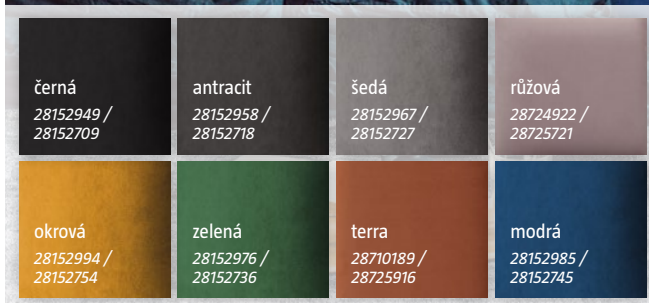 černá
28152949 /
28152709
antracit
28152958 /
28152718
šedá
28152967 /
28152727
růžová
28724922 /
28725721
okrová
28152994 /
28152754
zelená
28152976 /
28152736
terra
28710189 /
28725916
modrá
28152985 /
28152745